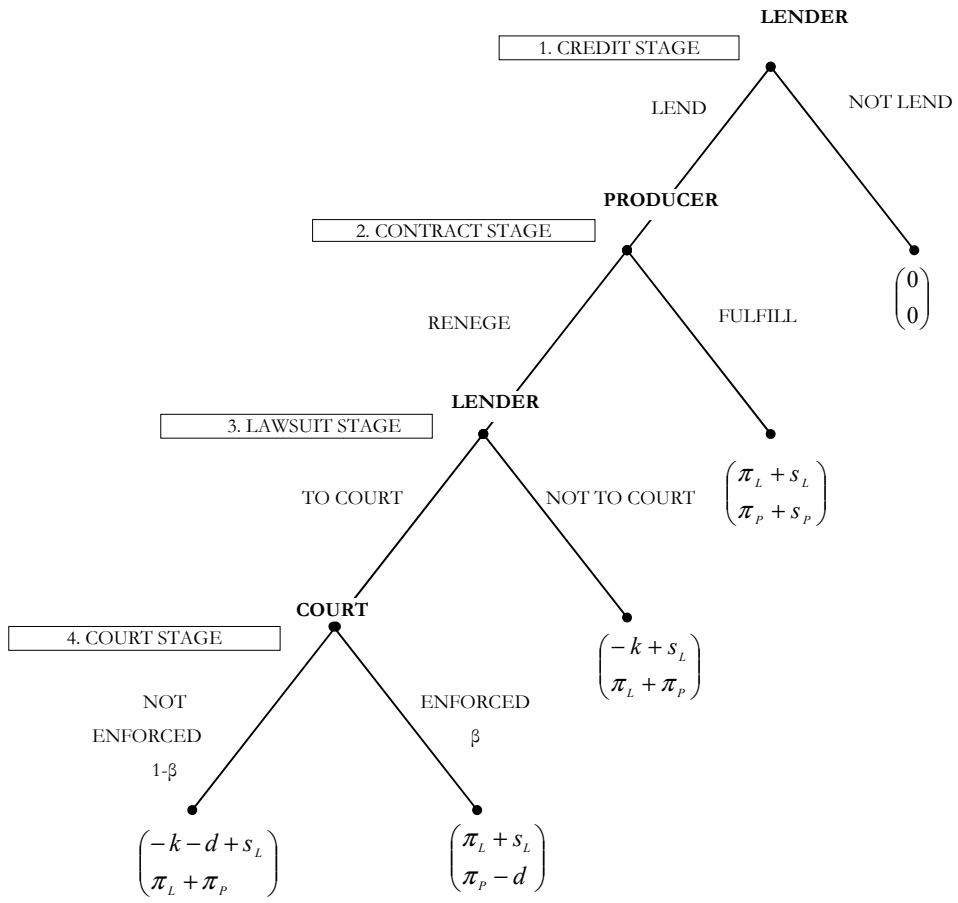 LENDER
1. CREDIT STAGE
LEND
NOT LEND
PRODUCER
2. CONTRACT STAGE
(0
0)
RENEGE
FULFILL
LENDER
3. LAWSUIT STAGE
TO COURT
NOT TO COURT
(π_L + s_L
π_P + s_P)
COURT
4. COURT STAGE
(− k + s_L
π_L + π_P)
NOT
ENFORCED
1-β
ENFORCED
β
(− k − d + s_L
π_L + π_P)
(π_L + s_L
π_P − d)